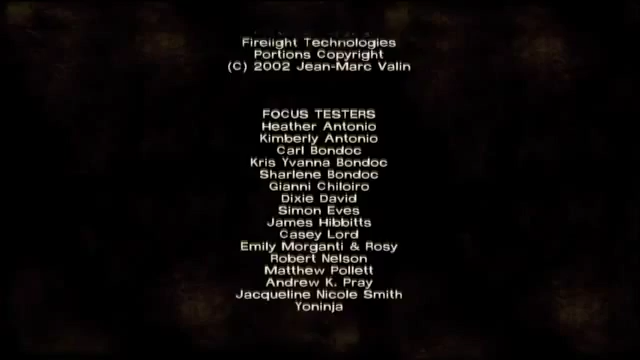 Firelight Technologies
Portions Copyright
(C) 2002 Jean-Marc Valin
FOCUS TESTERS
Heather Antonio
Kimberly Antonio
Carl Bondoc
Kris Yvanna Bondoc
Sharlene Bondoc
Gianni Chiloiro
Dixie David
Simon Eves
James Hibbitts
Casey Lord
Emily Morganti & Rosy
Robert Nelson
Matthew Pollett
Andrew K. Pray
Jacqueline Nicole Smith
Yoninja